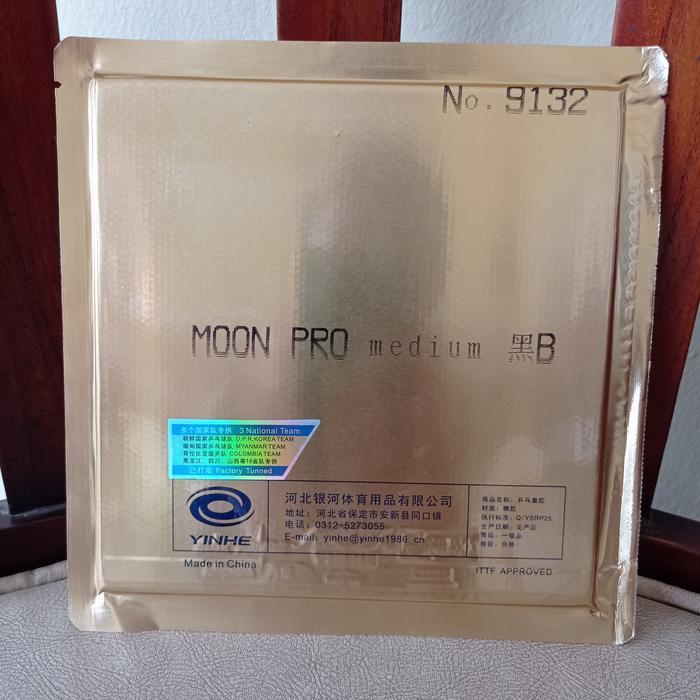 No. 9132
MOON PRO medium 黑B
多个国家队专供 3 National Team
朝鲜国家乒乓球队 D.P.R.KOREA TEAM
缅甸国家乒乓球队 MYANMAR TEAM
哥伦比亚国乒乓队 COLOMBIA TEAM
黑龙江、四川、山西等16省队专供
已打底 Factory Tunned
YINHE
河北银河体育用品有限公司
地址：河北省保定市安新县同口镇
电话：0312-5273055
E-mail: yinhe@yinhe1986.cn
商品名称：乒乓套胶
材质：橡胶
执行标准：Q/YSRP25
生产日期：见产品
等级：一级品
检验：合格
Made in China
ITTF APPROVED